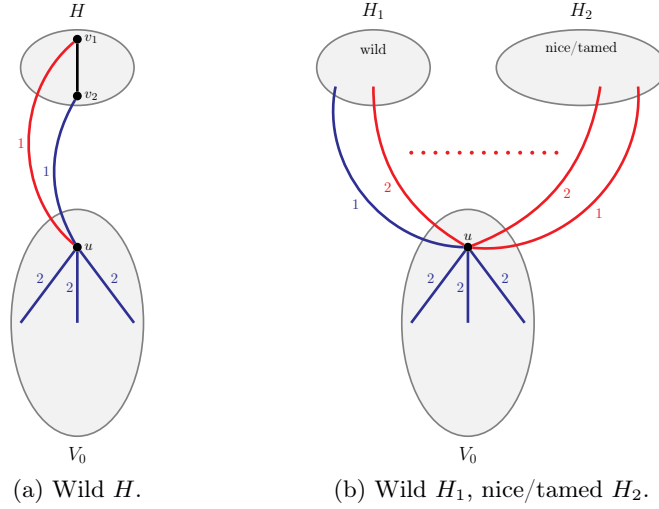 H
v₁
v₂
1
1
u
2
2
2
V₀
(a) Wild H.
H₁
H₂
wild
nice/tamed
1
2
2
1
u
2
2
2
V₀
(b) Wild H₁, nice/tamed H₂.